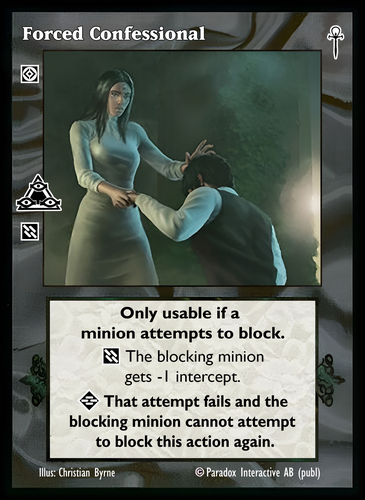 Forced Confessional
Only usable if a
minion attempts to block.
The blocking minion
gets -1 intercept.
That attempt fails and the
blocking minion cannot attempt
to block this action again.
Illus: Christian Byrne
© Paradox Interactive AB (publ)